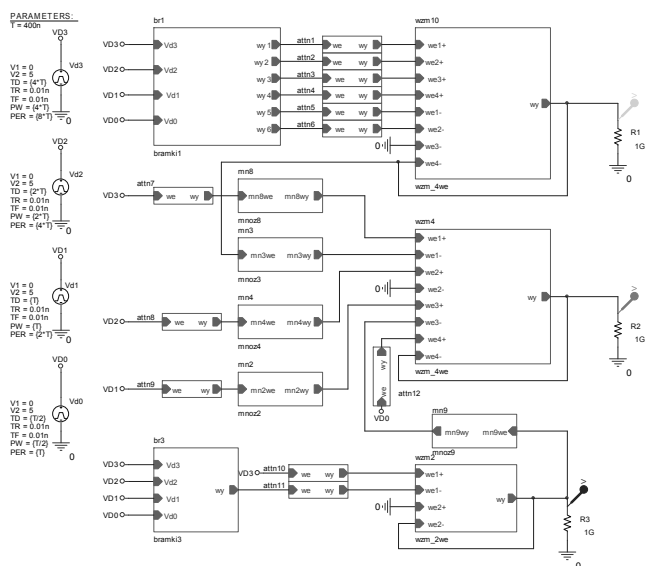 PARAMETERS:
T = 400n
VD3
Vd3
V1 = 0
V2 = 5
TD = {4*T}
TR = 0.01n
TF = 0.01n
PW = {4*T}
PER = {8*T}
0
VD2
Vd2
V1 = 0
V2 = 5
TD = {2*T}
TR = 0.01n
TF = 0.01n
PW = {2*T}
PER = {4*T}
0
VD1
Vd1
V1 = 0
V2 = 5
TD = {T}
TR = 0.01n
TF = 0.01n
PW = {T}
PER = {2*T}
0
VD0
Vd0
V1 = 0
V2 = 5
TD = {T/2}
TR = 0.01n
TF = 0.01n
PW = {T/2}
PER = {T}
0
br1
VD3 Vd3 wy 1
VD2 Vd2 wy 2
wy 3
VD1 Vd1 wy 4
wy 5
VD0 Vd0 wy 6
bramki1
attn1 we wy
attn2 we wy
attn3 we wy
attn4 we wy
attn5 we wy
attn6 we wy
wzm10
we1+
we2+
we3+
we4+
we1-
we2-
0 we3-
we4-
wy
wzm_4we
R1
1G
0
attn7
VD3 we wy
mn8
mn8we mn8wy
mnoz8
mn3
mn3we mn3wy
mnoz3
attn8
VD2 we wy
mn4
mn4we mn4wy
mnoz4
attn9
VD1 we wy
mn2
mn2we mn2wy
mnoz2
wzm4
we1+
we1-
we2+
0 we2-
we3+
we3-
we4+
we4-
wy
wzm_4we
R2
1G
0
wy
we
attn12
VD0
mn9
mn9wy mn9we
mnoz9
br3
VD3 Vd3
VD2 Vd2
VD1 Vd1
VD0 Vd0
wy
bramki3
VD3 attn10 we wy
attn11 we wy
wzm2
we1+
we1-
0 we2+
we2-
wy
wzm_2we
R3
1G
0